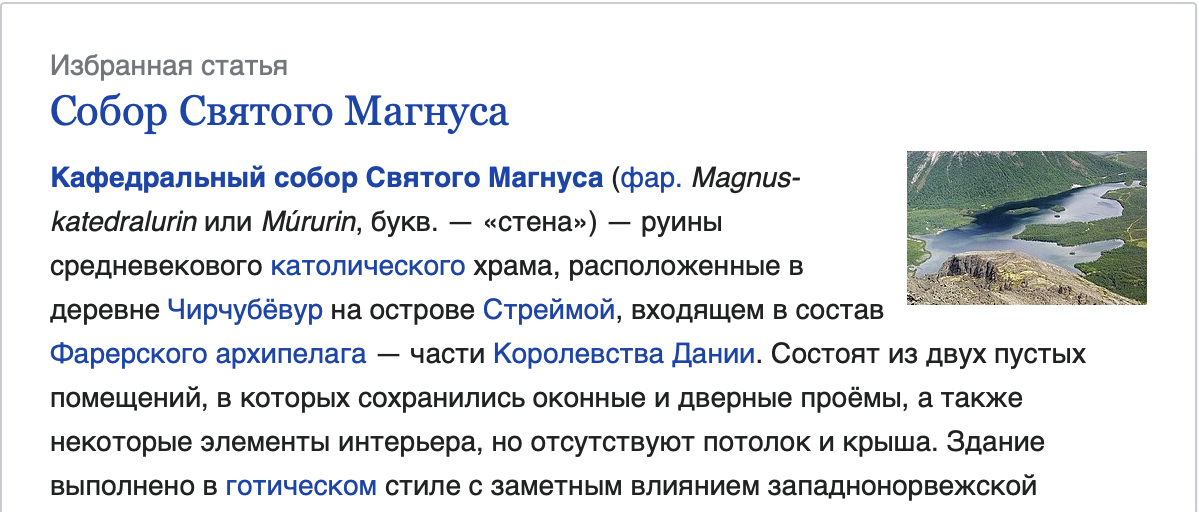 Избранная статья
Собор Святого Магнуса
Кафедральный собор Святого Магнуса (фар. Magnus-
katedralurin или Múrurin, букв. — «стена») — руины
средневекового католического храма, расположенные в
деревне Чирчубёвур на острове Стреймой, входящем в состав
Фарерского архипелага — части Королевства Дании. Состоят из двух пустых
помещений, в которых сохранились оконные и дверные проёмы, а также
некоторые элементы интерьера, но отсутствуют потолок и крыша. Здание
выполнено в готическом стиле с заметным влиянием западнонорвежской